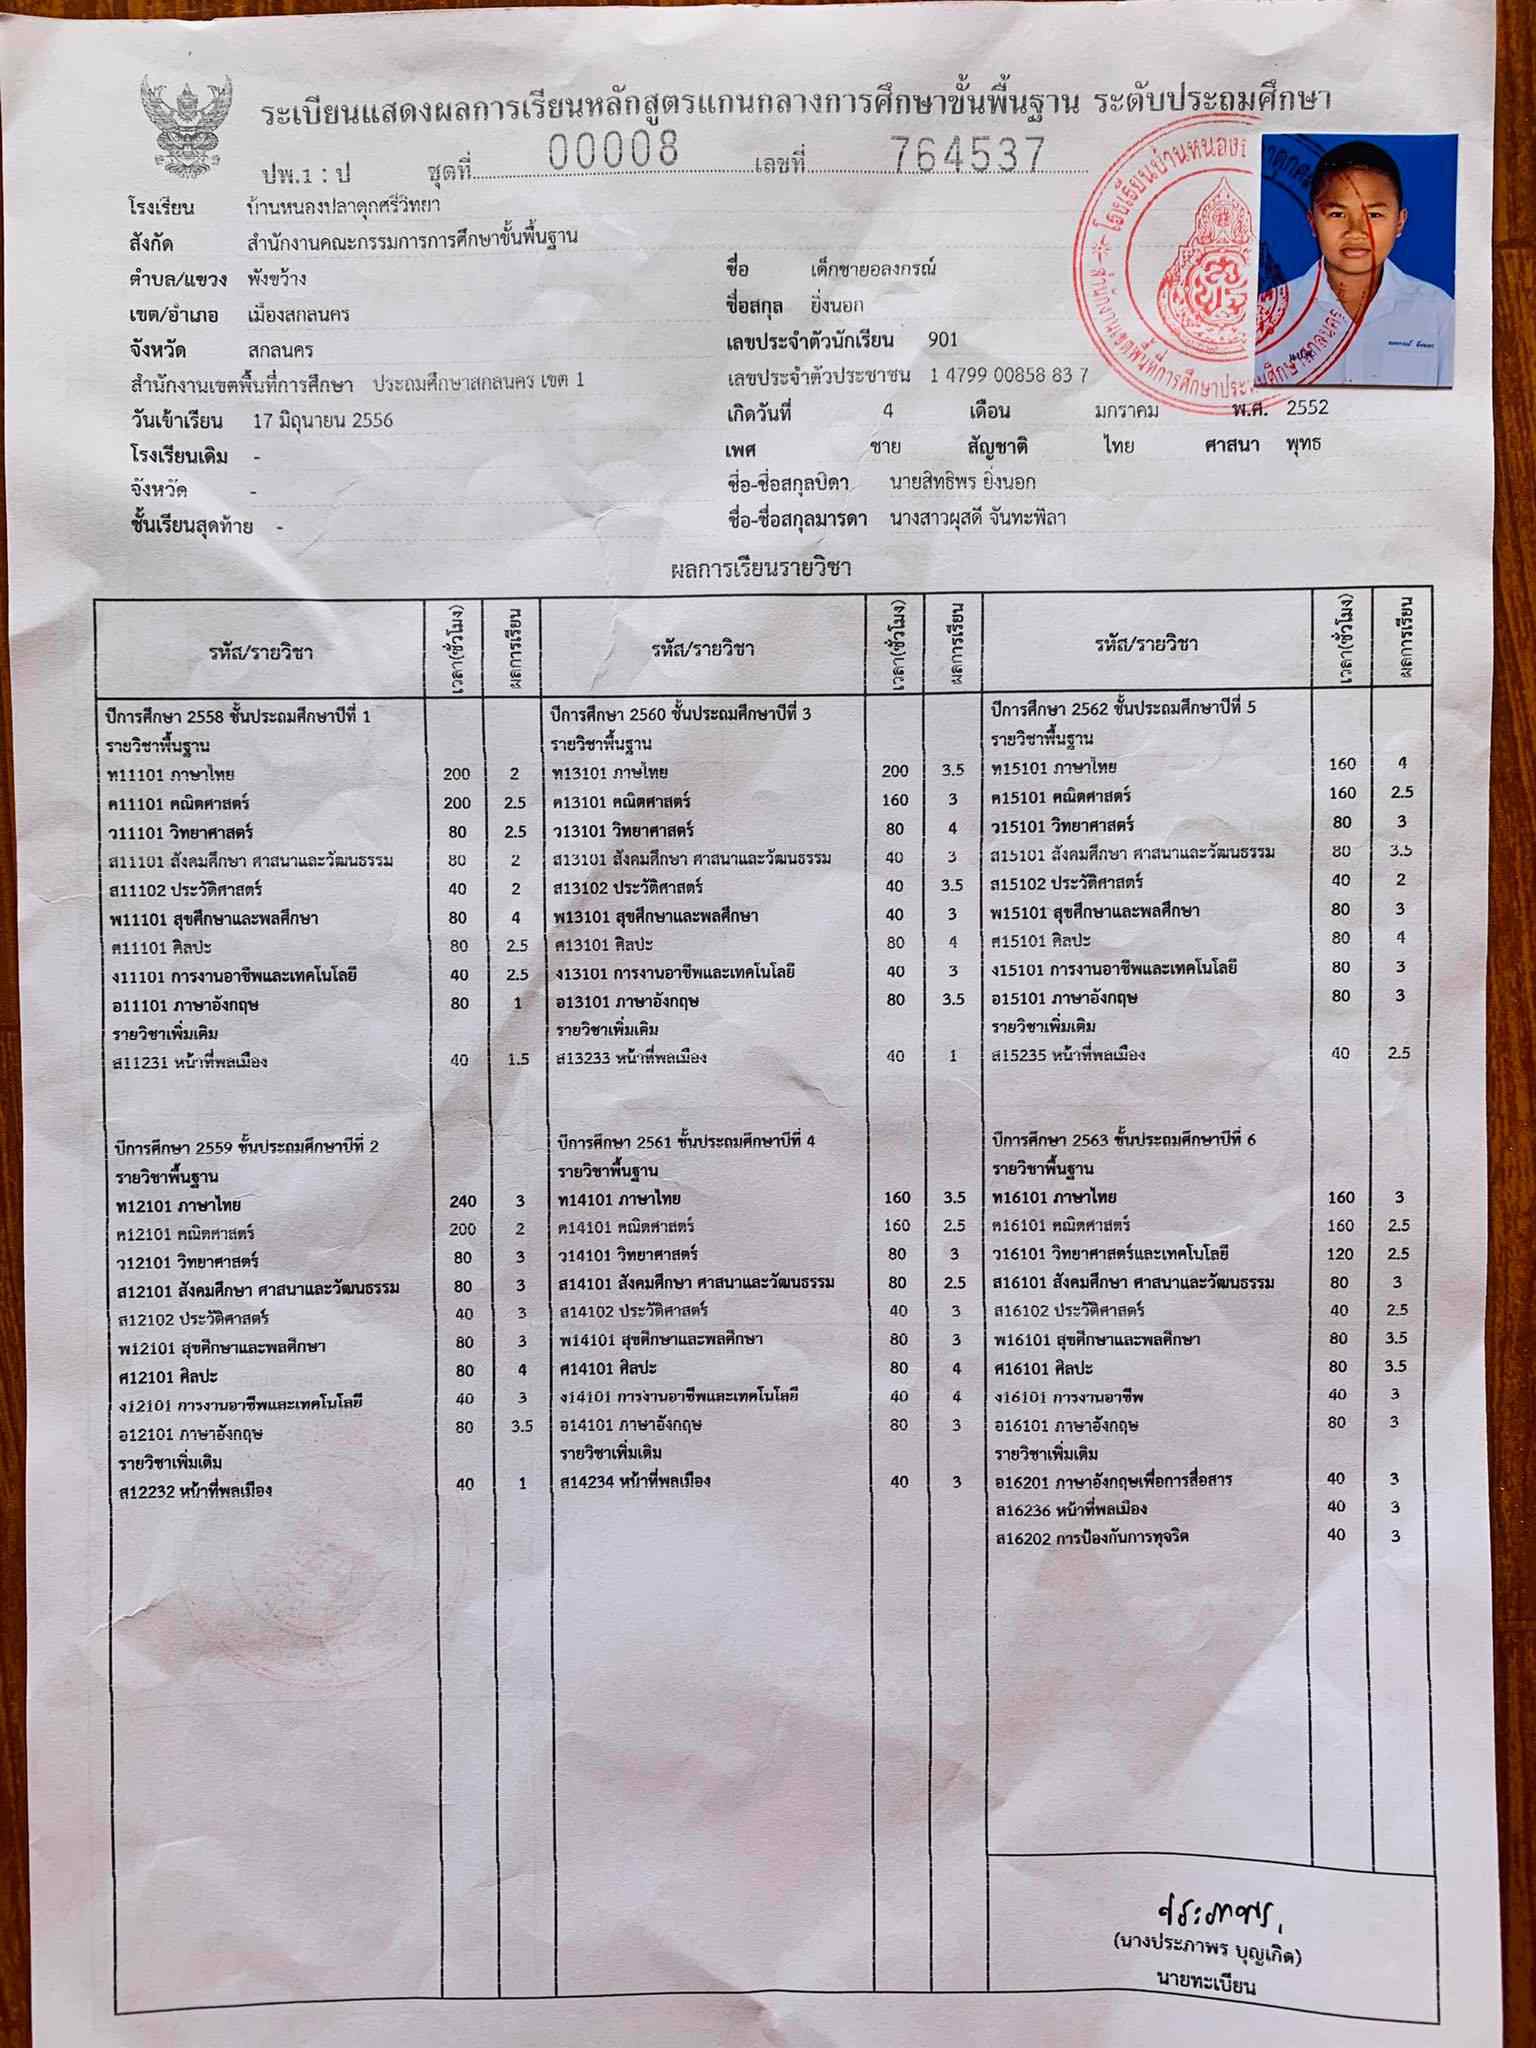 ระเบียนแสดงผลการเรียนหลักสูตรแกนกลางการศึกษาขั้นพื้นฐาน ระดับประถมศึกษา
ปพ.1 : ป ชุดที่ 00008 เลขที่ 764537
โรงเรียน บ้านหนองปลาดุกศรีวิทยา
สังกัด สำนักงานคณะกรรมการการศึกษาขั้นพื้นฐาน
ตำบล/แขวง พังขว้าง
เขต/อำเภอ เมืองสกลนคร
จังหวัด สกลนคร
สำนักงานเขตพื้นที่การศึกษา ประถมศึกษาสกลนคร เขต 1
วันเข้าเรียน 17 มิถุนายน 2556
โรงเรียนเดิม -
จังหวัด -
ชั้นเรียนสุดท้าย -
ชื่อ เด็กชายอลงกรณ์
ชื่อสกุล ยิ่งนอก
เลขประจำตัวนักเรียน 901
เลขประจำตัวประชาชน 1 4799 00858 83 7
เกิดวันที่ 4 เดือน มกราคม พ.ศ. 2552
เพศ ชาย สัญชาติ ไทย ศาสนา พุทธ
ชื่อ-ชื่อสกุลบิดา นายสิทธิพร ยิ่งนอก
ชื่อ-ชื่อสกุลมารดา นางสาวผุสดี จันทะพิลา
ผลการเรียนรายวิชา
รหัส/รายวิชา เวลา(ชั่วโมง) ผลการเรียน
ปีการศึกษา 2558 ชั้นประถมศึกษาปีที่ 1
รายวิชาพื้นฐาน
ท11101 ภาษาไทย 200 2
ค11101 คณิตศาสตร์ 200 2.5
ว11101 วิทยาศาสตร์ 80 2.5
ส11101 สังคมศึกษา ศาสนาและวัฒนธรรม 80 2
ส11102 ประวัติศาสตร์ 40 2
พ11101 สุขศึกษาและพลศึกษา 80 4
ศ11101 ศิลปะ 80 2.5
ง11101 การงานอาชีพและเทคโนโลยี 40 2.5
อ11101 ภาษาอังกฤษ 80 1
รายวิชาเพิ่มเติม
ส11231 หน้าที่พลเมือง 40 1.5
ปีการศึกษา 2559 ชั้นประถมศึกษาปีที่ 2
รายวิชาพื้นฐาน
ท12101 ภาษาไทย 240 3
ค12101 คณิตศาสตร์ 200 2
ว12101 วิทยาศาสตร์ 80 3
ส12101 สังคมศึกษา ศาสนาและวัฒนธรรม 80 3
ส12102 ประวัติศาสตร์ 40 3
พ12101 สุขศึกษาและพลศึกษา 80 3
ศ12101 ศิลปะ 80 4
ง12101 การงานอาชีพและเทคโนโลยี 40 3
อ12101 ภาษาอังกฤษ 80 3.5
รายวิชาเพิ่มเติม
ส12232 หน้าที่พลเมือง 40 1
รหัส/รายวิชา เวลา(ชั่วโมง) ผลการเรียน
ปีการศึกษา 2560 ชั้นประถมศึกษาปีที่ 3
รายวิชาพื้นฐาน
ท13101 ภาษไทย 200 3.5
ค13101 คณิตศาสตร์ 160 3
ว13101 วิทยาศาสตร์ 80 4
ส13101 สังคมศึกษา ศาสนาและวัฒนธรรม 40 3
ส13102 ประวัติศาสตร์ 40 3.5
พ13101 สุขศึกษาและพลศึกษา 40 3
ศ13101 ศิลปะ 80 4
ง13101 การงานอาชีพและเทคโนโลยี 40 3
อ13101 ภาษาอังกฤษ 80 3.5
รายวิชาเพิ่มเติม
ส13233 หน้าที่พลเมือง 40 1
ปีการศึกษา 2561 ชั้นประถมศึกษาปีที่ 4
รายวิชาพื้นฐาน
ท14101 ภาษาไทย 160 3.5
ค14101 คณิตศาสตร์ 160 2.5
ว14101 วิทยาศาสตร์ 80 3
ส14101 สังคมศึกษา ศาสนาและวัฒนธรรม 80 2.5
ส14102 ประวัติศาสตร์ 40 3
พ14101 สุขศึกษาและพลศึกษา 80 3
ศ14101 ศิลปะ 80 4
ง14101 การงานอาชีพและเทคโนโลยี 40 4
อ14101 ภาษาอังกฤษ 80 3
รายวิชาเพิ่มเติม
ส14234 หน้าที่พลเมือง 40 3
รหัส/รายวิชา เวลา(ชั่วโมง) ผลการเรียน
ปีการศึกษา 2562 ชั้นประถมศึกษาปีที่ 5
รายวิชาพื้นฐาน
ท15101 ภาษาไทย 160 4
ค15101 คณิตศาสตร์ 160 2.5
ว15101 วิทยาศาสตร์ 80 3
ส15101 สังคมศึกษา ศาสนาและวัฒนธรรม 80 3.5
ส15102 ประวัติศาสตร์ 40 2
พ15101 สุขศึกษาและพลศึกษา 80 3
ศ15101 ศิลปะ 80 4
ง15101 การงานอาชีพและเทคโนโลยี 80 3
อ15101 ภาษาอังกฤษ 80 3
รายวิชาเพิ่มเติม
ส15235 หน้าที่พลเมือง 40 2.5
ปีการศึกษา 2563 ชั้นประถมศึกษาปีที่ 6
รายวิชาพื้นฐาน
ท16101 ภาษาไทย 160 3
ค16101 คณิตศาสตร์ 160 2.5
ว16101 วิทยาศาสตร์และเทคโนโลยี 120 2.5
ส16101 สังคมศึกษา ศาสนาและวัฒนธรรม 80 3
ส16102 ประวัติศาสตร์ 40 2.5
พ16101 สุขศึกษาและพลศึกษา 80 3.5
ศ16101 ศิลปะ 80 3.5
ง16101 การงานอาชีพ 40 3
อ16101 ภาษาอังกฤษ 80 3
รายวิชาเพิ่มเติม
อ16201 ภาษาอังกฤษเพื่อการสื่อสาร 40 3
ส16236 หน้าที่พลเมือง 40 3
ส16202 การป้องกันการทุจริต 40 3
ประภาพร
(นางประภาพร บุญเกิด)
นายทะเบียน